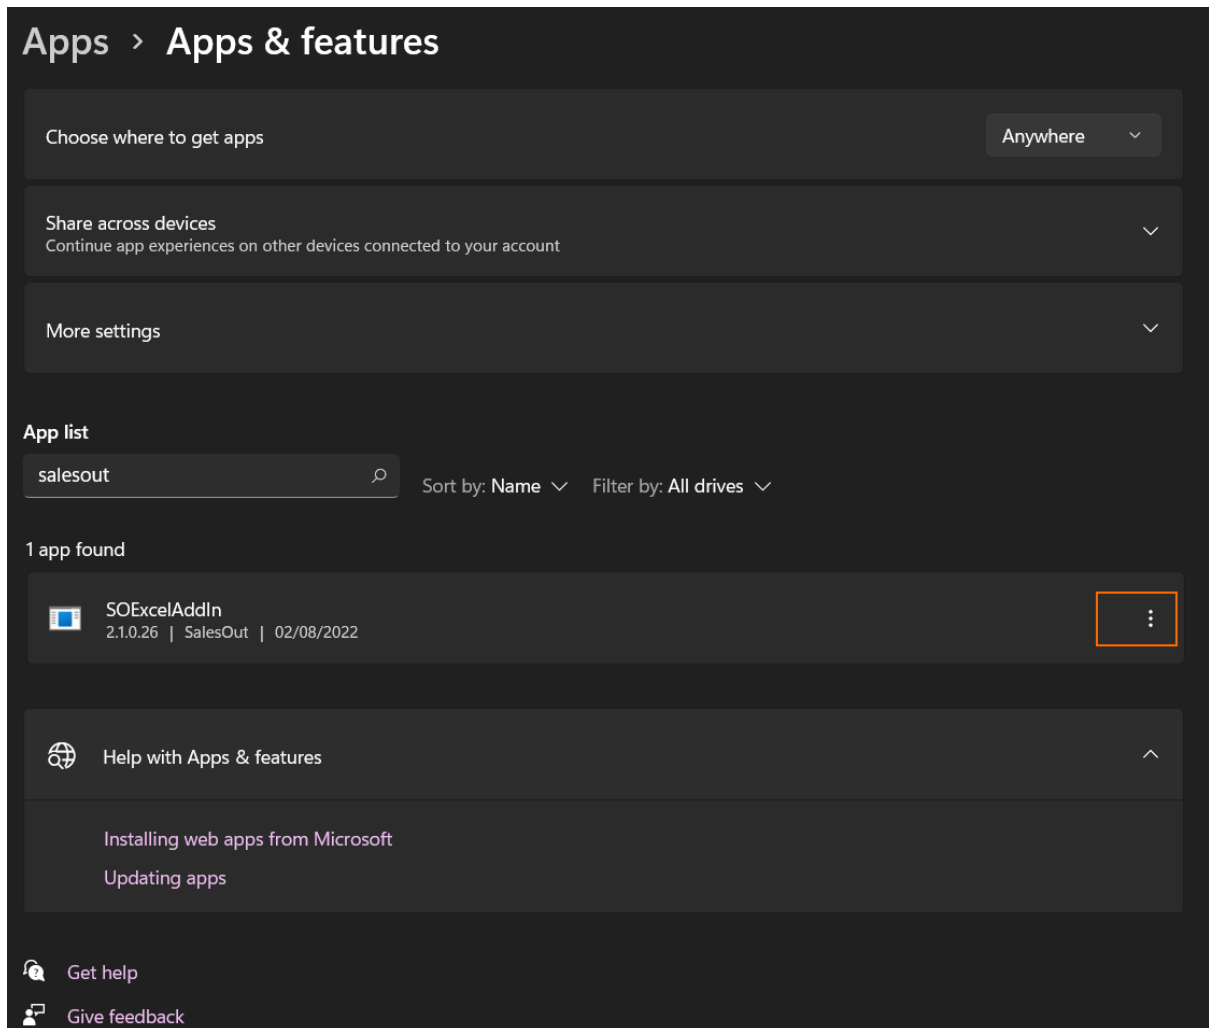 Apps > Apps & features
Choose where to get apps
Anywhere
Share across devices
Continue app experiences on other devices connected to your account
More settings
App list
salesout
Sort by: Name
Filter by: All drives
1 app found
SOExcelAddIn
2.1.0.26 | SalesOut | 02/08/2022
Help with Apps & features
Installing web apps from Microsoft
Updating apps
Get help
Give feedback